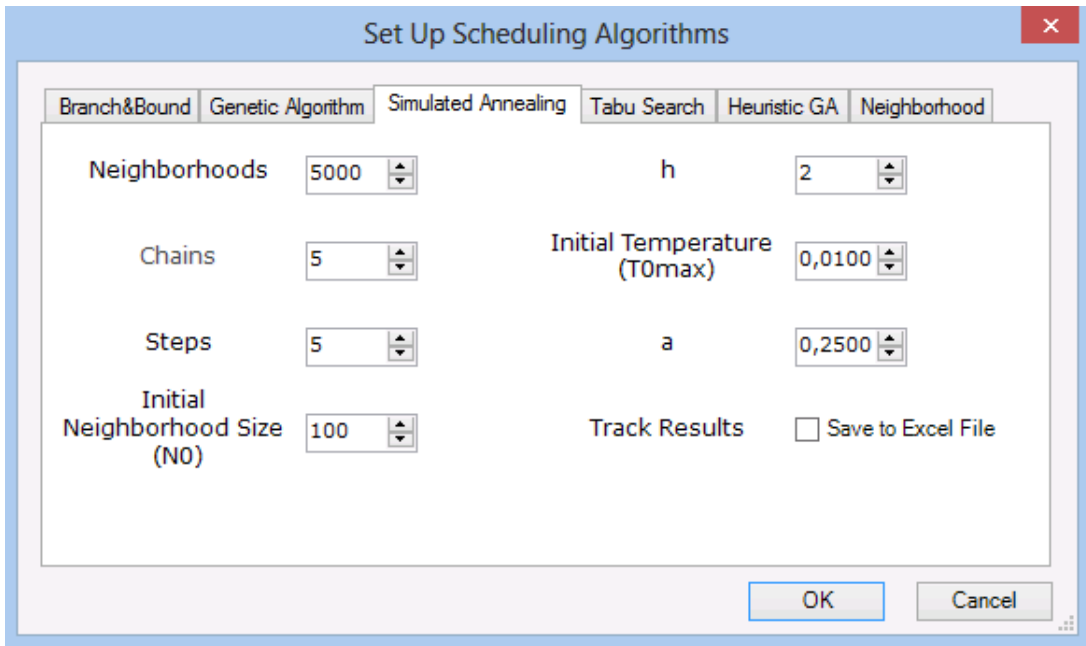 Set Up Scheduling Algorithms
×
Branch&Bound Genetic Algorithm Simulated Annealing Tabu Search Heuristic GA Neighborhood
Neighborhoods 5000
h 2
Chains 5
Initial Temperature
(T0max) 0,0100
Steps 5
a 0,2500
Initial
Neighborhood Size
(N0) 100
Track Results Save to Excel File
OK Cancel